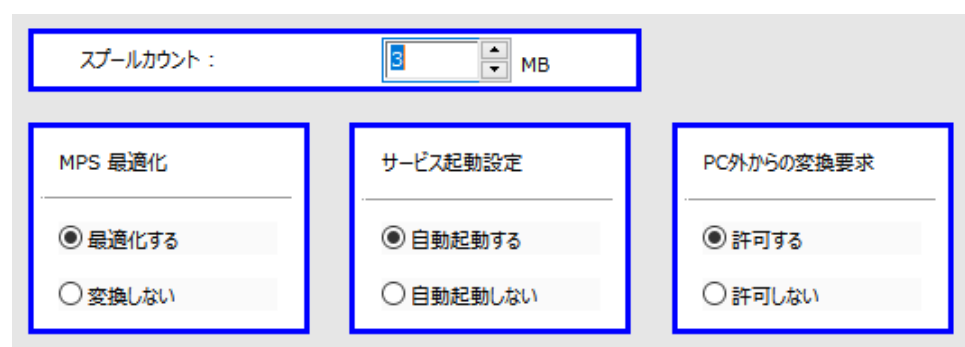 スプールカウント： 3 MB
MPS 最適化
最適化する
変換しない
サービス起動設定
自動起動する
自動起動しない
PC外からの変換要求
許可する
許可しない